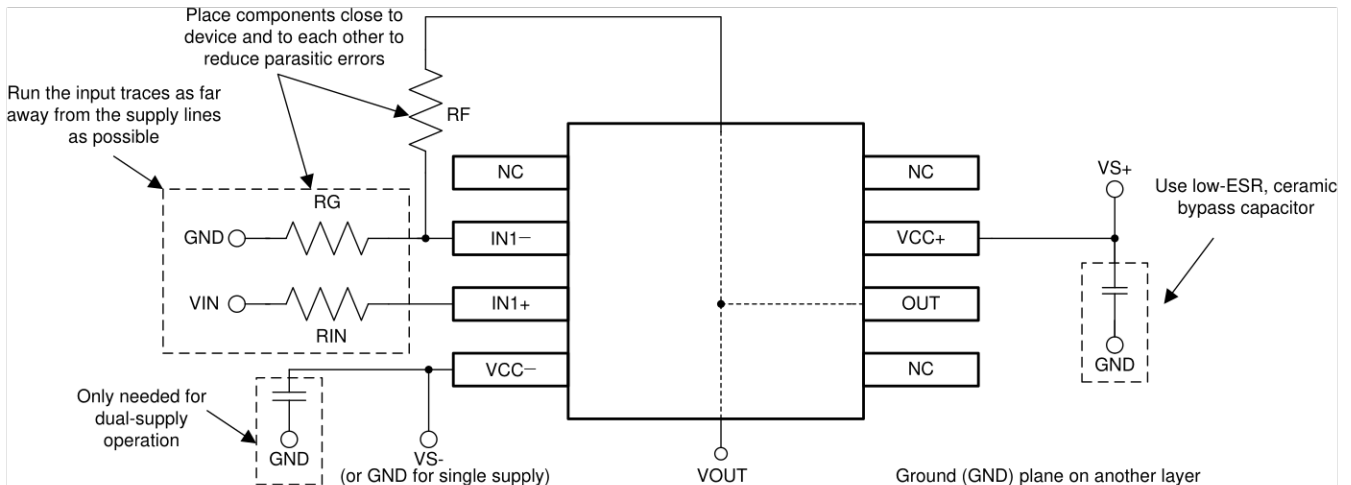 Place components close to
device and to each other to
reduce parasitic errors
Run the input traces as far
away from the supply lines
as possible
RF
NC
NC
VS+
Use low-ESR, ceramic
bypass capacitor
RG
GND
IN1−
VCC+
VIN
IN1+
OUT
RIN
GND
VCC−
NC
Only needed for
dual-supply
operation
GND
VS-
(or GND for single supply)
VOUT
Ground (GND) plane on another layer